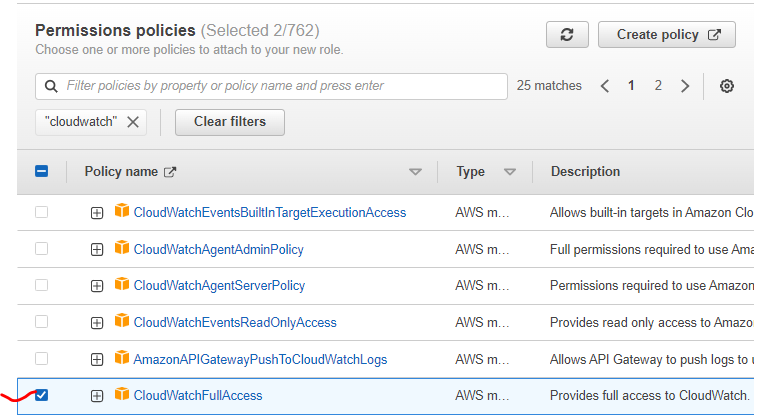 Permissions policies (Selected 2/762)
Create policy
Choose one or more policies to attach to your new role.
Filter policies by property or policy name and press enter
25 matches
1
2
"cloudwatch"
Clear filters
Policy name
Type
Description
CloudWatchEventsBuiltInTargetExecutionAccess
AWS m...
Allows built-in targets in Amazon Clo
CloudWatchAgentAdminPolicy
AWS m...
Full permissions required to use Ama
CloudWatchAgentServerPolicy
AWS m...
Permissions required to use Amazon
CloudWatchEventsReadOnlyAccess
AWS m...
Provides read only access to Amazo
AmazonAPIGatewayPushToCloudWatchLogs
AWS m...
Allows API Gateway to push logs to u
CloudWatchFullAccess
AWS m...
Provides full access to CloudWatch.